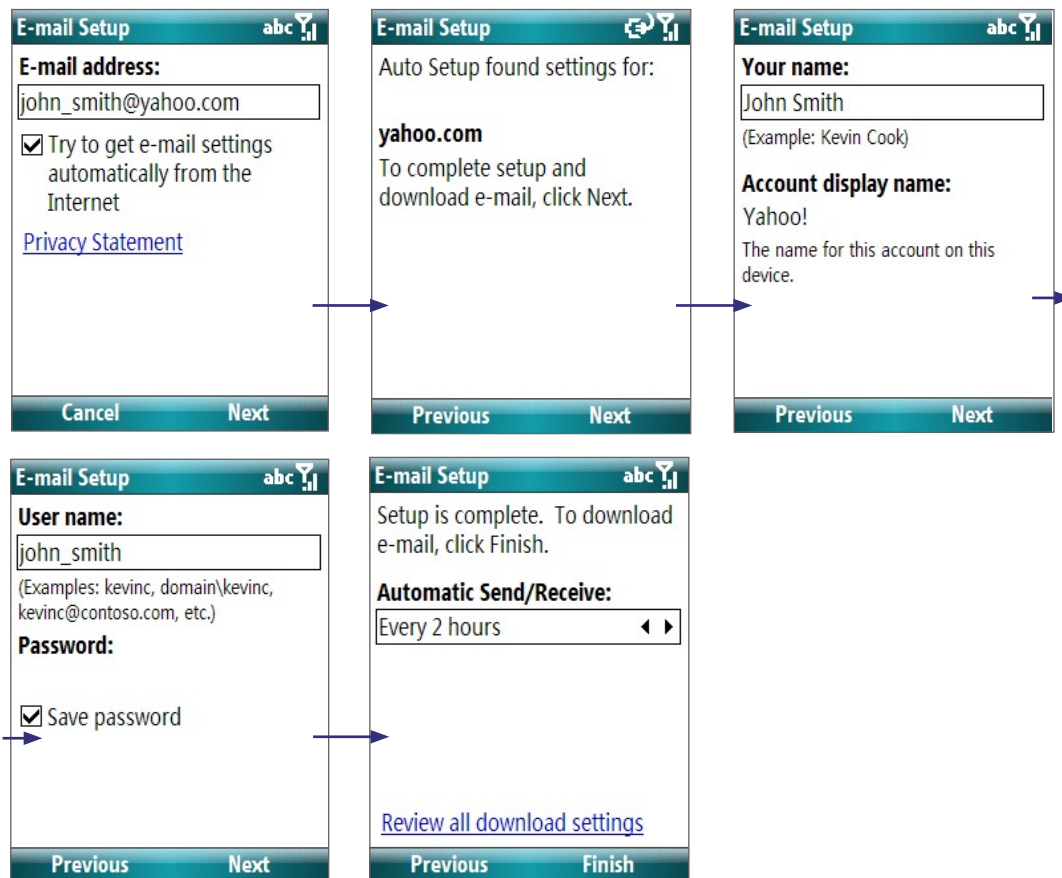 E-mail Setup abc
E-mail address:
john_smith@yahoo.com
Try to get e-mail settings
automatically from the
Internet
Privacy Statement
Cancel Next
E-mail Setup
Auto Setup found settings for:
yahoo.com
To complete setup and
download e-mail, click Next.
Previous Next
E-mail Setup abc
Your name:
John Smith
(Example: Kevin Cook)
Account display name:
Yahoo!
The name for this account on this
device.
Previous Next
E-mail Setup abc
User name:
john_smith
(Examples: kevinc, domain\kevinc,
kevinc@contoso.com, etc.)
Password:
Save password
Previous Next
E-mail Setup abc
Setup is complete. To download
e-mail, click Finish.
Automatic Send/Receive:
Every 2 hours
Review all download settings
Previous Finish